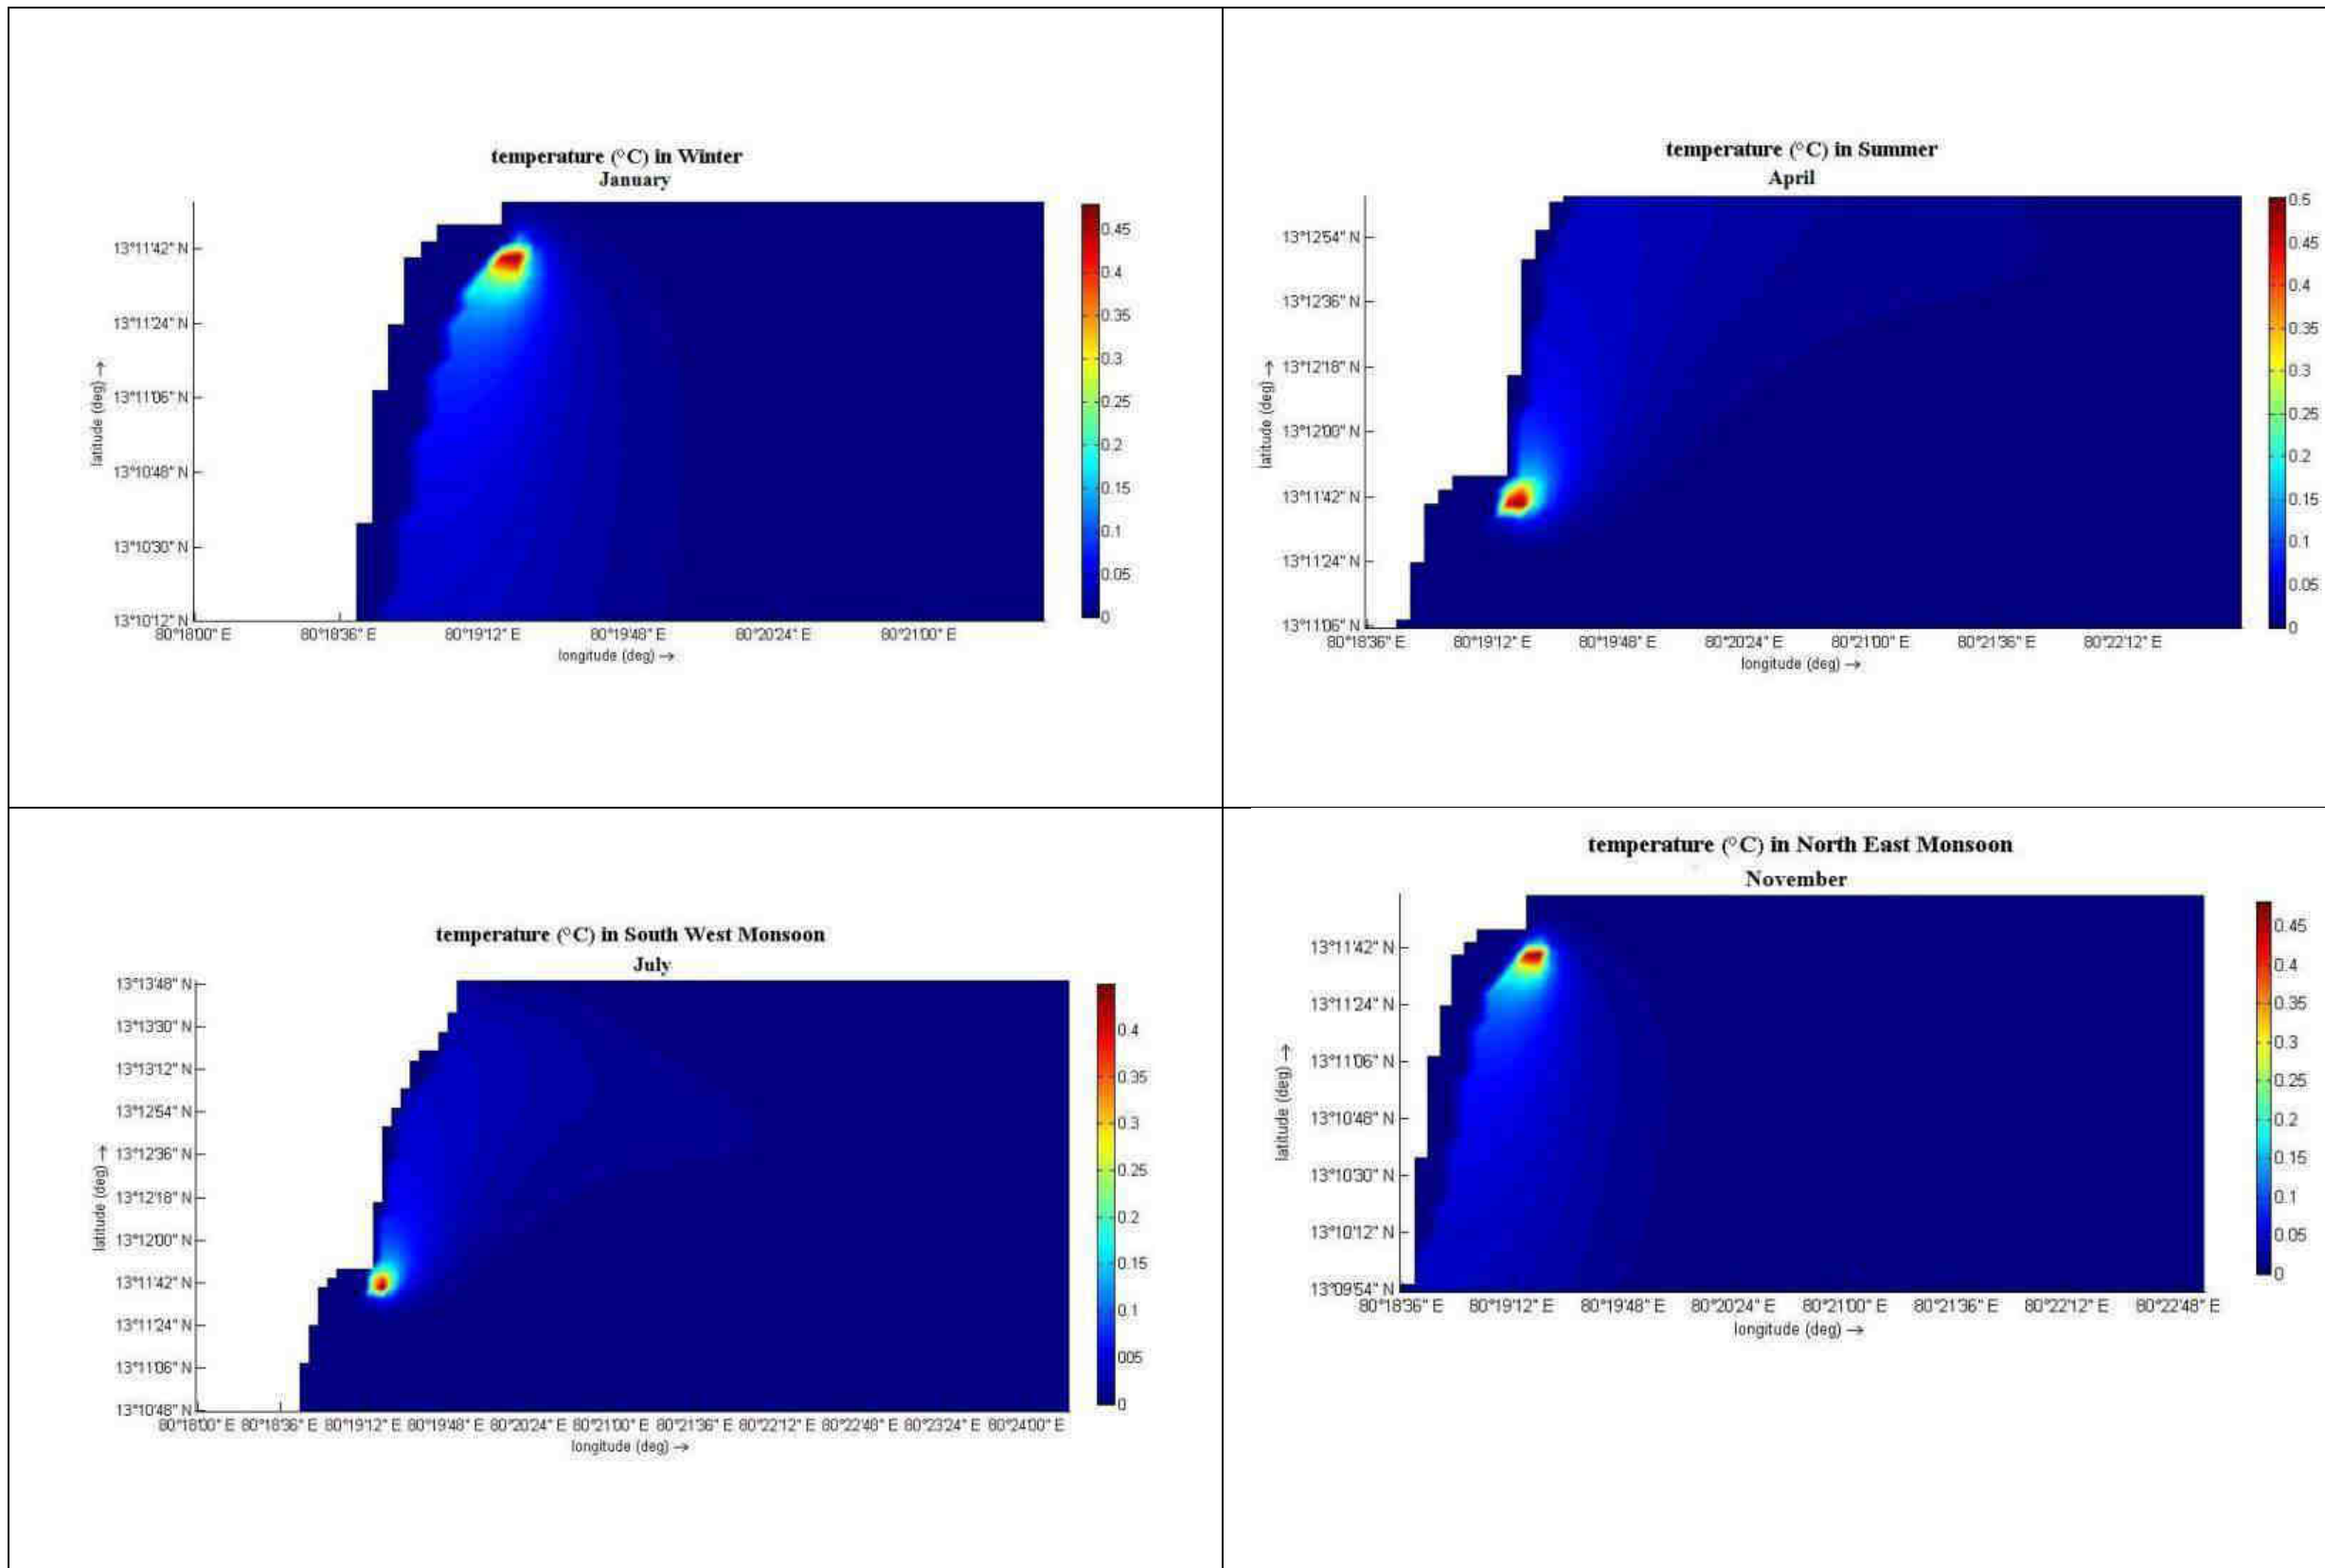 temperature (°C) in Winter
January
13°11'42" N
13°11'24" N
13°11'06" N
13°10'48" N
13°10'30" N
13°10'12" N
latitude (deg) →
80°18'00" E 80°18'36" E 80°19'12" E 80°19'48" E 80°20'24" E 80°21'00" E
longitude (deg) →
0.45
0.4
0.35
0.3
0.25
0.2
0.15
0.1
0.05
0
temperature (°C) in Summer
April
13°12'54" N
13°12'36" N
13°12'18" N
13°12'00" N
13°11'42" N
13°11'24" N
13°11'06" N
latitude (deg) →
80°18'36" E 80°19'12" E 80°19'48" E 80°20'24" E 80°21'00" E 80°21'36" E 80°22'12" E
longitude (deg) →
0.5
0.45
0.4
0.35
0.3
0.25
0.2
0.15
0.1
0.05
0
temperature (°C) in South West Monsoon
July
13°13'48" N
13°13'30" N
13°13'12" N
13°12'54" N
13°12'36" N
13°12'18" N
13°12'00" N
13°11'42" N
13°11'24" N
13°11'06" N
13°10'48" N
latitude (deg) →
80°18'00" E 80°18'36" E 80°19'12" E 80°19'48" E 80°20'24" E 80°21'00" E 80°21'36" E 80°22'12" E 80°22'48" E 80°23'24" E 80°24'00" E
longitude (deg) →
0.4
0.35
0.3
0.25
0.2
0.15
0.1
005
0
temperature (°C) in North East Monsoon
November
13°11'42" N
13°11'24" N
13°11'06" N
13°10'48" N
13°10'30" N
13°10'12" N
13°09'54" N
latitude (deg) →
80°18'36" E 80°19'12" E 80°19'48" E 80°20'24" E 80°21'00" E 80°21'36" E 80°22'12" E 80°22'48" E
longitude (deg) →
0.45
0.4
0.35
0.3
0.25
0.2
0.15
0.1
0.05
0